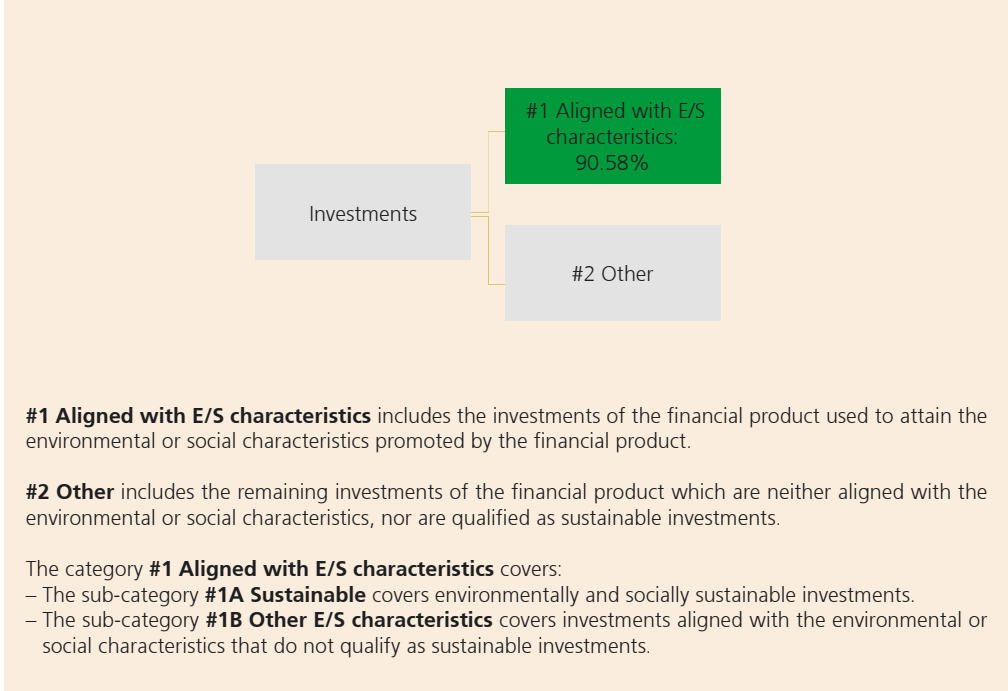 #1 Aligned with E/S
characteristics:
90.58%
Investments
#2 Other
#1 Aligned with E/S characteristics includes the investments of the financial product used to attain the
environmental or social characteristics promoted by the financial product.
#2 Other includes the remaining investments of the financial product which are neither aligned with the
environmental or social characteristics, nor are qualified as sustainable investments.
The category #1 Aligned with E/S characteristics covers:
– The sub-category #1A Sustainable covers environmentally and socially sustainable investments.
– The sub-category #1B Other E/S characteristics covers investments aligned with the environmental or
social characteristics that do not qualify as sustainable investments.